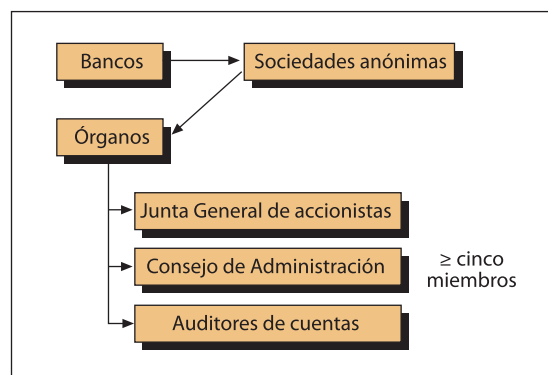 Bancos
Sociedades anónimas
Órganos
Junta General de accionistas
Consejo de Administración
≥ cinco
miembros
Auditores de cuentas